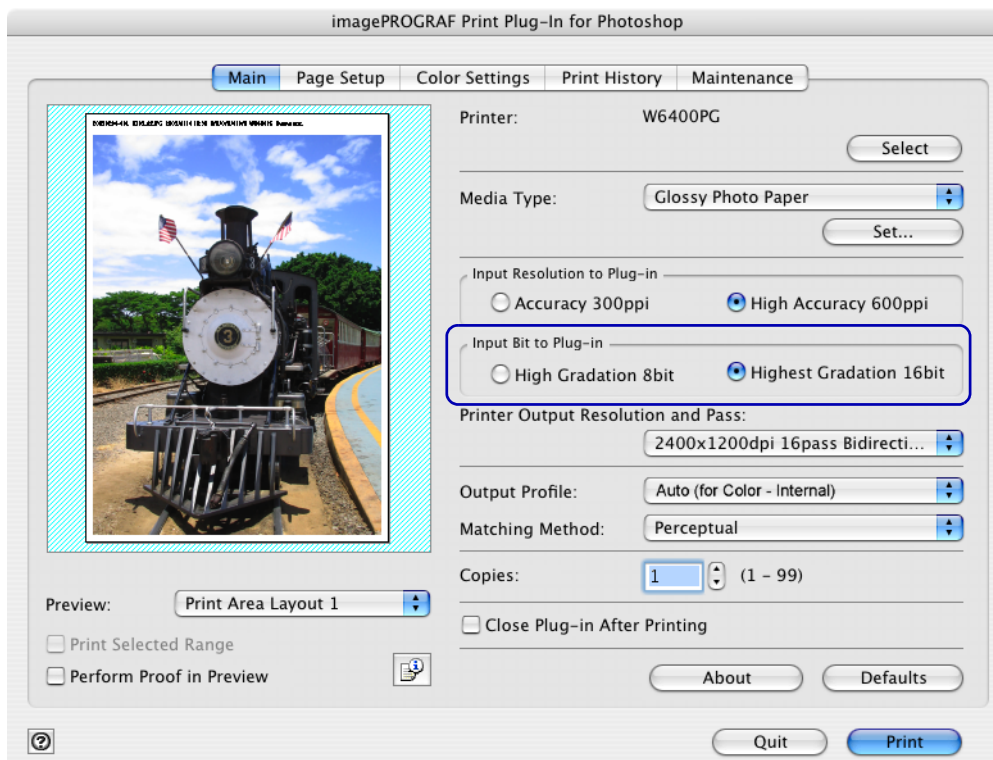 imagePROGRAF Print Plug-In for Photoshop
Main Page Setup Color Settings Print History Maintenance
Printer: W6400PG
Select
Media Type: Glossy Photo Paper
Set...
Input Resolution to Plug-in
Accuracy 300ppi High Accuracy 600ppi
Input Bit to Plug-in
High Gradation 8bit Highest Gradation 16bit
Printer Output Resolution and Pass:
2400x1200dpi 16pass Bidirecti...
Output Profile: Auto (for Color - Internal)
Matching Method: Perceptual
Copies: 1 (1 - 99)
Close Plug-in After Printing
About Defaults
3
Preview: Print Area Layout 1
Print Selected Range
Perform Proof in Preview
Quit Print